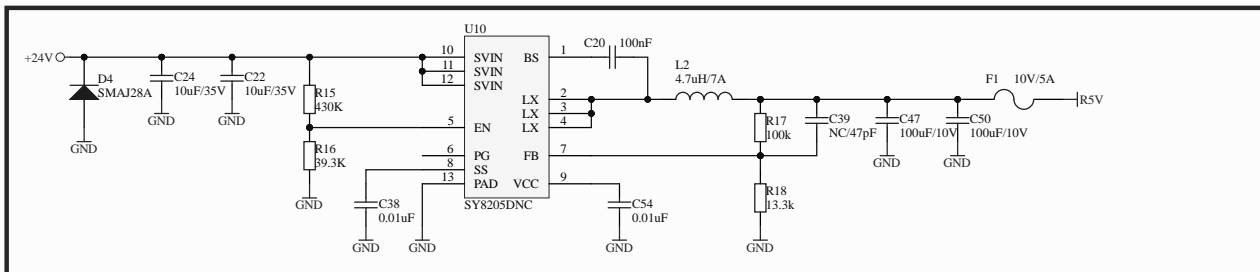 U10
+24V
D4
SMAJ28A
GND
C24
10uF/35V
GND
C22
10uF/35V
GND
R15
430K
R16
39.3K
GND
10
11
12
5
6
8
13
SVIN
SVIN
SVIN
EN
PG
SS
PAD
BS
LX
LX
LX
FB
VCC
1
2
3
4
7
9
SY8205DNC
C38
0.01uF
GND
GND
C20
100nF
C54
0.01uF
GND
L2
4.7uH/7A
R17
100k
R18
13.3k
GND
C39
NC/47pF
C47
100uF/10V
GND
C50
100uF/10V
GND
F1
10V/5A
R5V